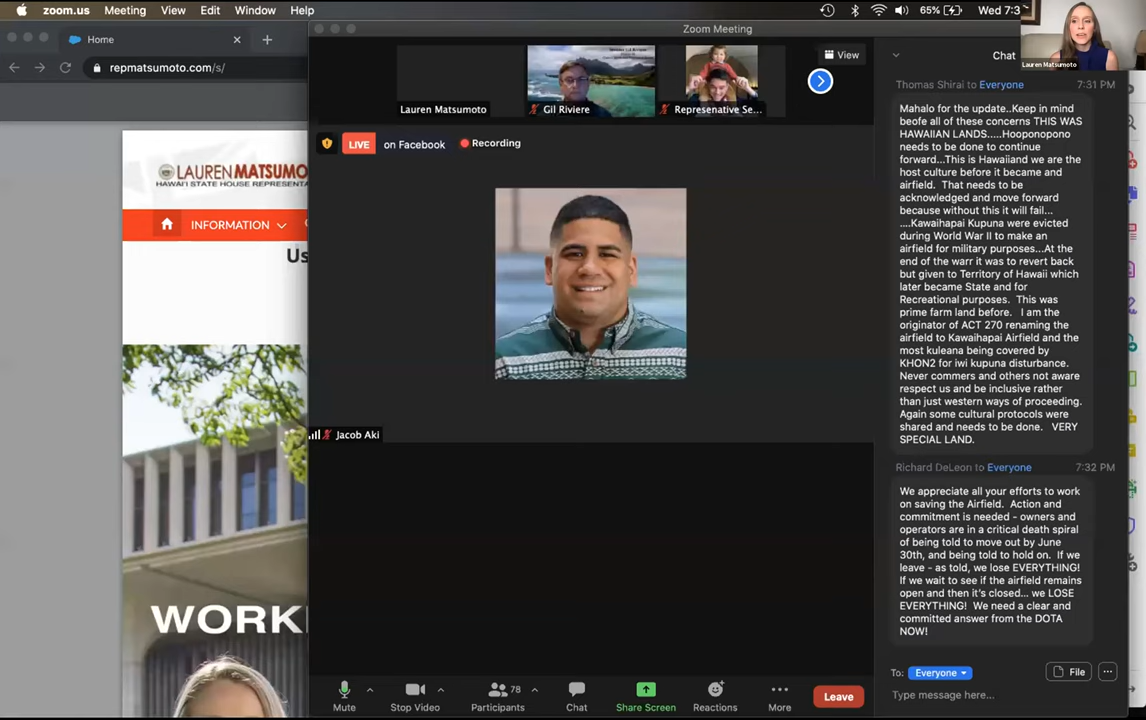 zoom.us Meeting View Edit Window Help
65% Wed 7:3
Home
repmatsumoto.com/s/
Zoom Meeting
LAUREN MATSUMO
HAWAI'I STATE HOUSE REPRESENTA
INFORMATION
Us
WORKI
View
Lauren Matsumoto
Gil Riviere
Represenative Se...
LIVE on Facebook Recording
Jacob Aki
Lauren Matsumoto
Chat
Thomas Shirai to Everyone 7:31 PM
Mahalo for the update..Keep in mind
beofe all of these concerns THIS WAS
HAWAIIAN LANDS.....Hooponopono
needs to be done to continue
forward...This is Hawaiiand we are the
host culture before it became and
airfield. That needs to be
acknowledged and move forward
because without this it will fail...
....Kawaihapai Kupuna were evicted
during World War II to make an
airfield for military purposes...At the
end of the warr it was to revert back
but given to Territory of Hawaii which
later became State and for
Recreational purposes. This was
prime farm land before. I am the
originator of ACT 270 renaming the
airfield to Kawaihapai Airfield and the
most kuleana being covered by
KHON2 for iwi kupuna disturbance.
Never commers and others not aware
respect us and be inclusive rather
than just western ways of proceeding.
Again some cultural protocols were
shared and needs to be done. VERY
SPECIAL LAND.
Richard DeLeon to Everyone 7:32 PM
We appreciate all your efforts to work
on saving the Airfield. Action and
commitment is needed - owners and
operators are in a critical death spiral
of being told to move out by June
30th, and being told to hold on. If we
leave - as told, we lose EVERYTHING!
If we wait to see if the airfield remains
open and then it's closed... we LOSE
EVERYTHING! We need a clear and
committed answer from the DOTA
NOW!
To: Everyone File
Type message here...
Mute Stop Video 78 Participants Chat Share Screen Reactions More Leave